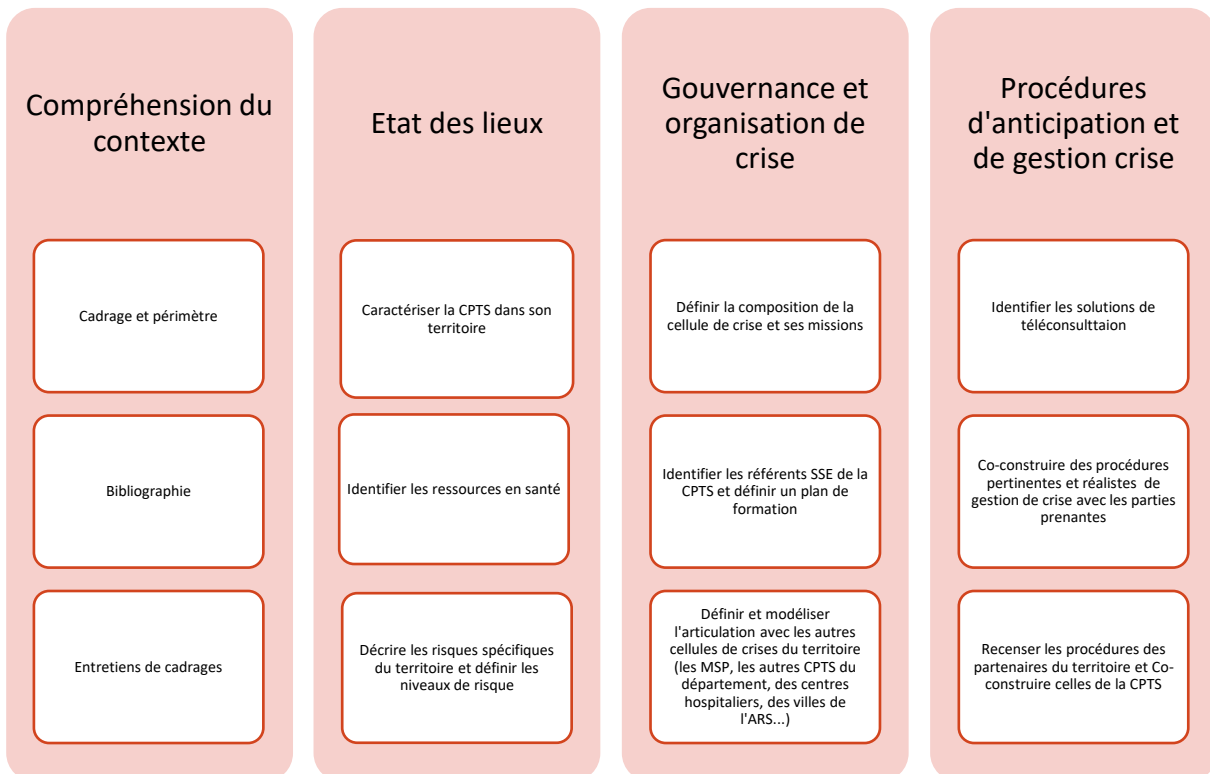 Compréhension du
contexte
Cadrage et périmètre
Bibliographie
Entretiens de cadrages
Etat des lieux
Caractériser la CPTS dans son
territoire
Identifier les ressources en santé
Décrire les risques spécifiques
du territoire et définir les
niveaux de risque
Gouvernance et
organisation de
crise
Définir la composition de la
cellule de crise et ses missions
Identifier les référents SSE de la
CPTS et définir un plan de
formation
Définir et modéliser
l'articulation avec les autres
cellules de crises du territoire
(les MSP, les autres CPTS du
département, des centres
hospitaliers, des villes de
l'ARS...)
Procédures
d'anticipation et
de gestion crise
Identifier les solutions de
téléconsulttaion
Co-construire des procédures
pertinentes et réalistes de
gestion de crise avec les parties
prenantes
Recenser les procédures des
partenaires du territoire et Co-
construire celles de la CPTS